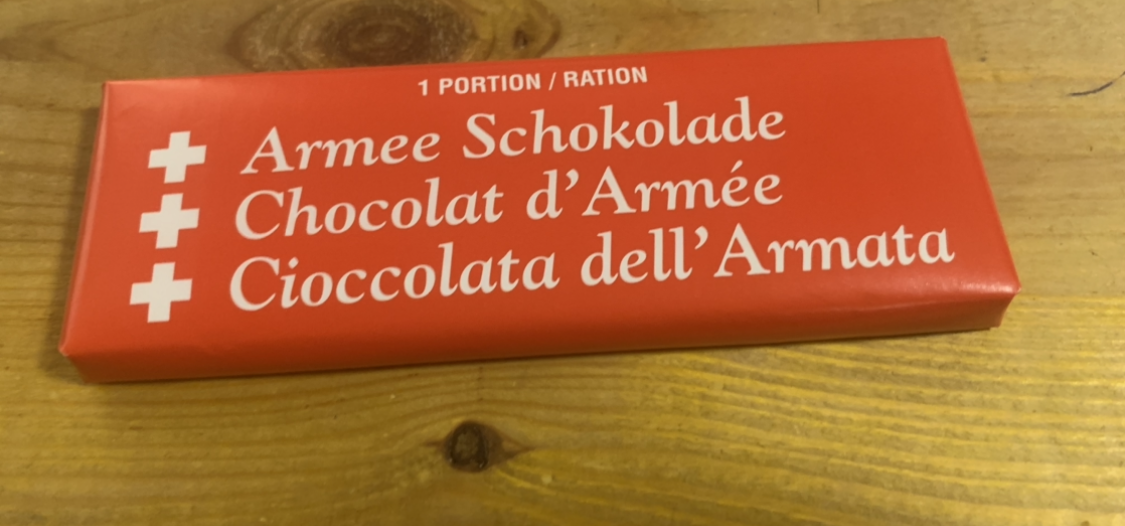 1 PORTION / RATION
Armee Schokolade
Chocolat d'Armée
Cioccolata dell'Armata